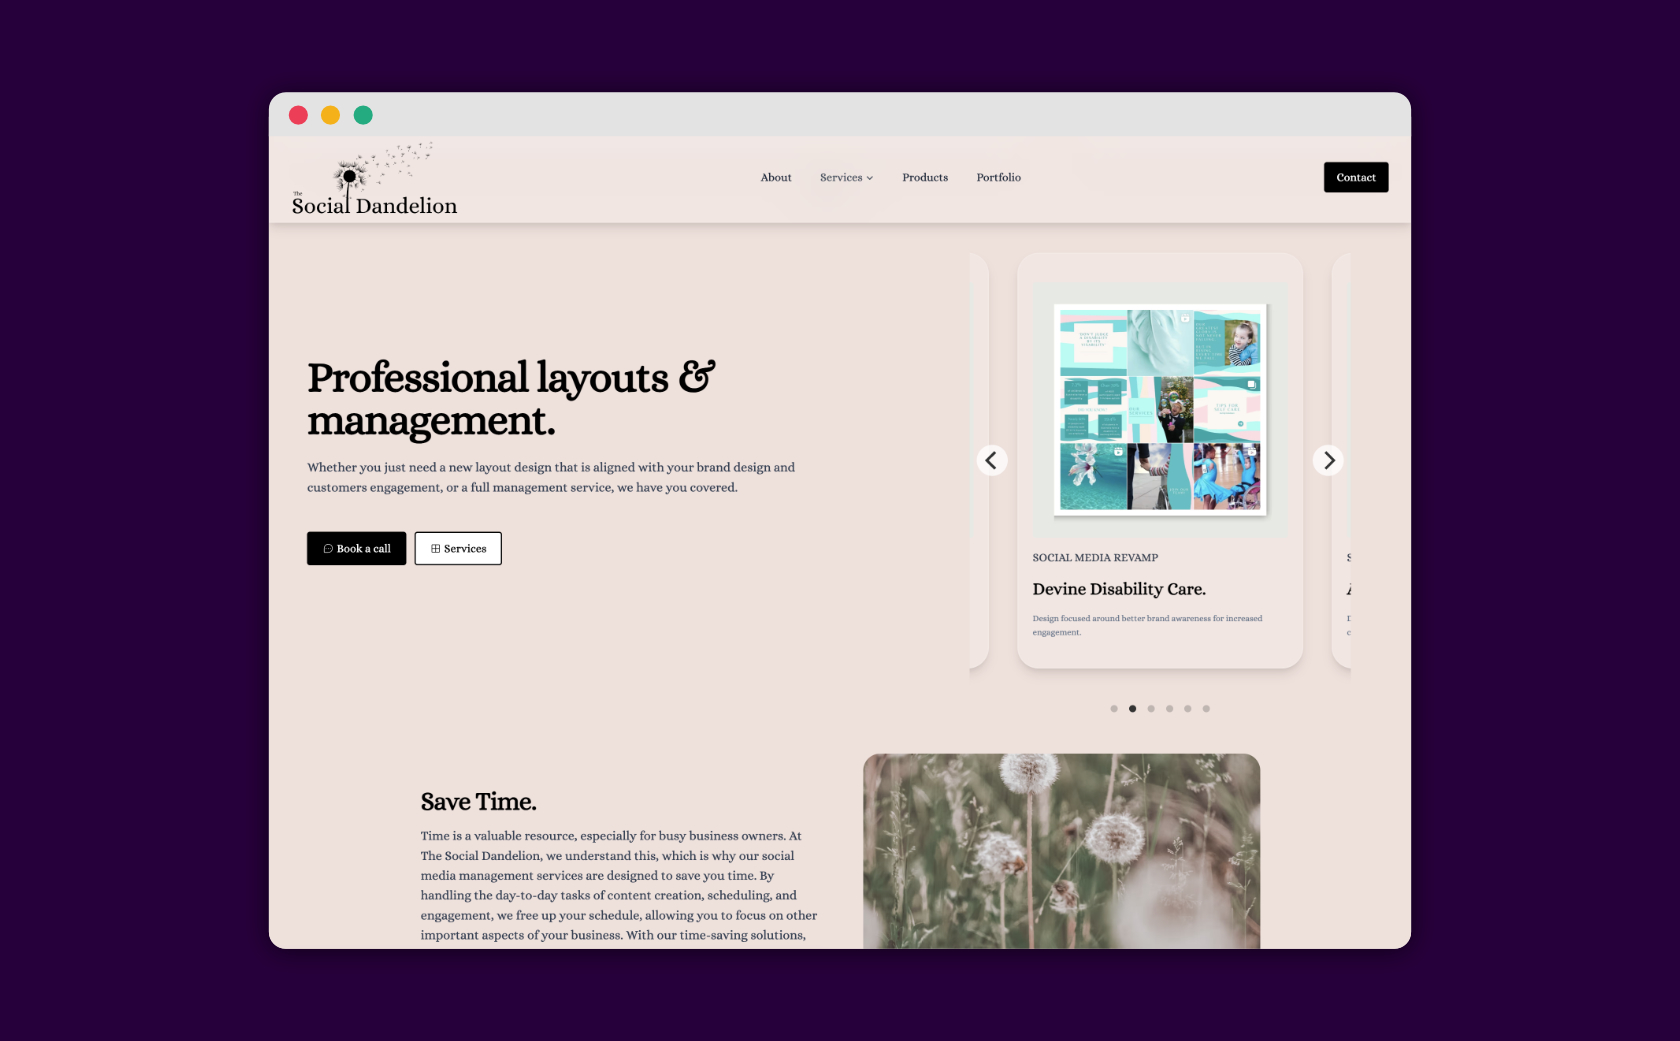 The
Social Dandelion
About
Services
Products
Portfolio
Contact
Professional layouts &
management.
Whether you just need a new layout design that is aligned with your brand design and
customers engagement, or a full management service, we have you covered.
Book a call
Services
TIPS FOR
SELF CARE
SOCIAL MEDIA REVAMP
Devine Disability Care.
Design focused around better brand awareness for increased
engagement.
Save Time.
Time is a valuable resource, especially for busy business owners. At
The Social Dandelion, we understand this, which is why our social
media management services are designed to save you time. By
handling the day-to-day tasks of content creation, scheduling, and
engagement, we free up your schedule, allowing you to focus on other
important aspects of your business. With our time-saving solutions,